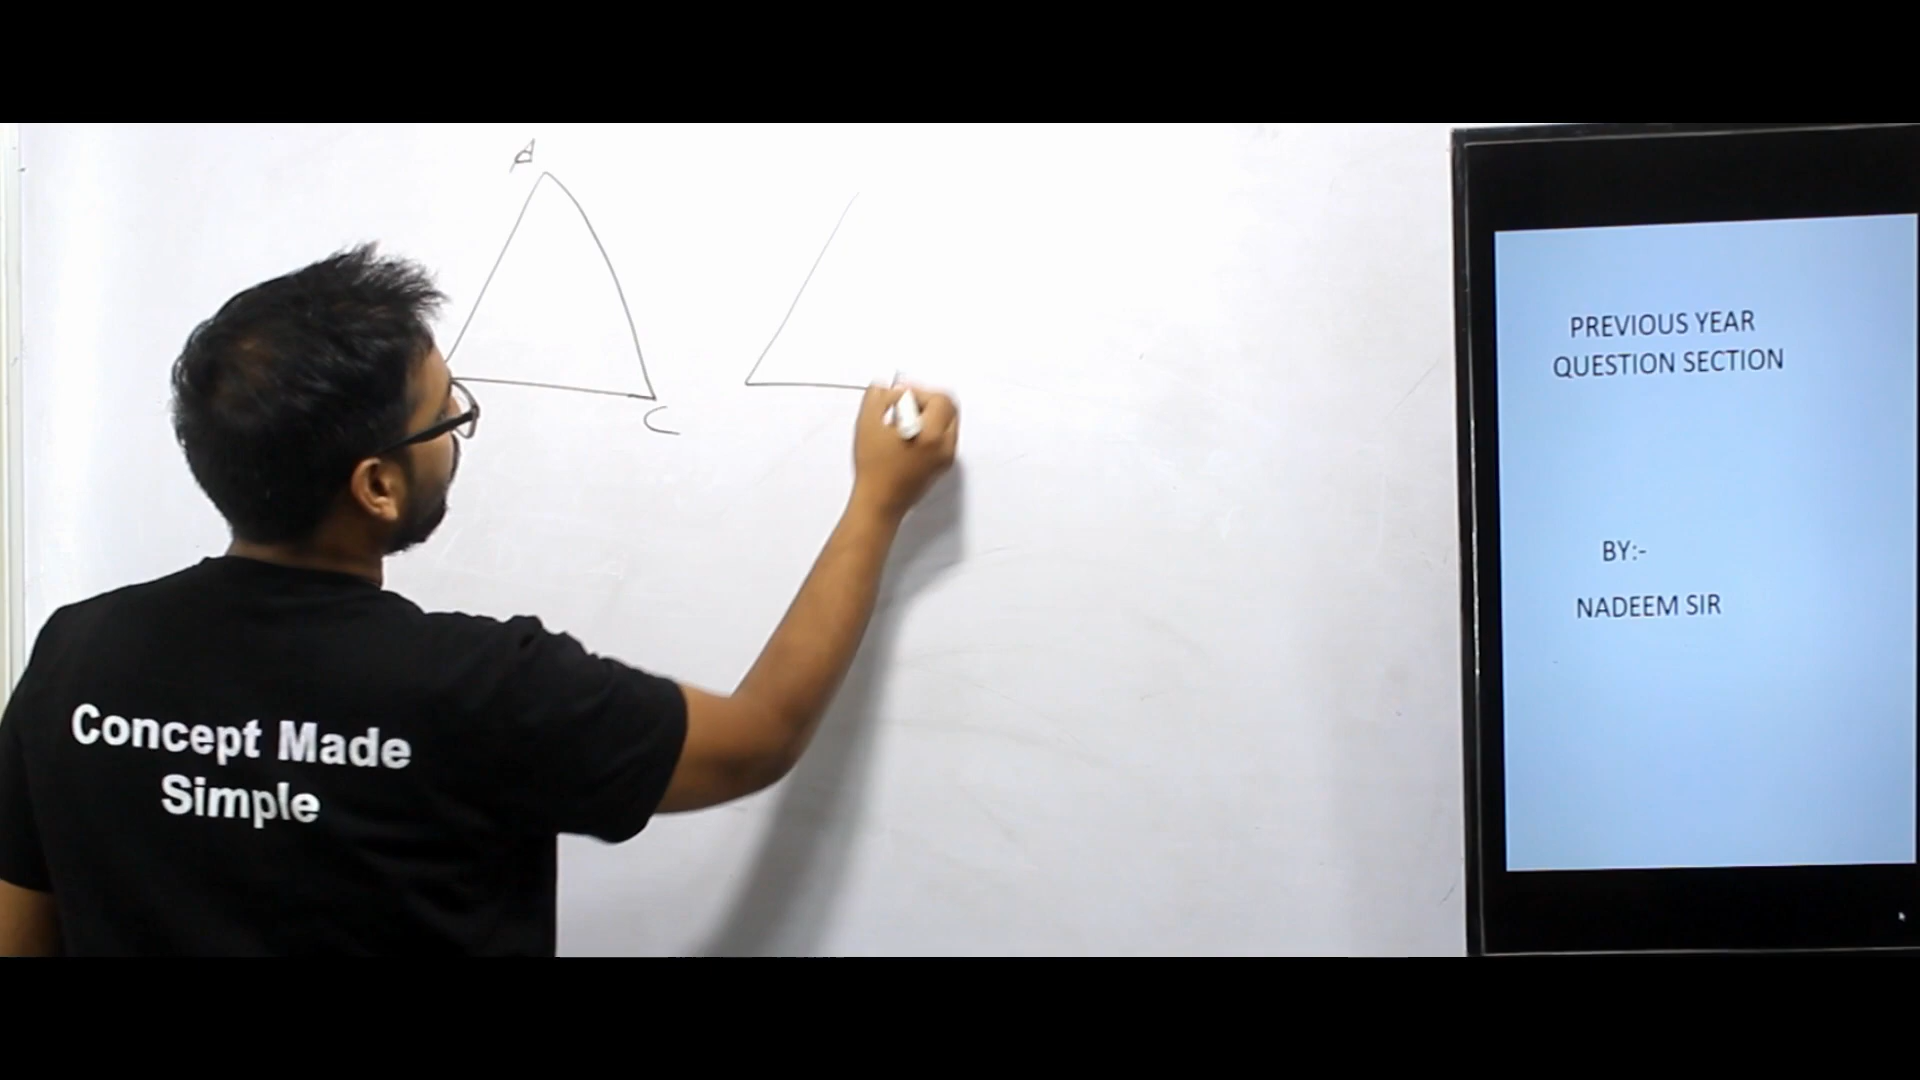 A
C
Concept Made
Simple
PREVIOUS YEAR
QUESTION SECTION
BY:-
NADEEM SIR